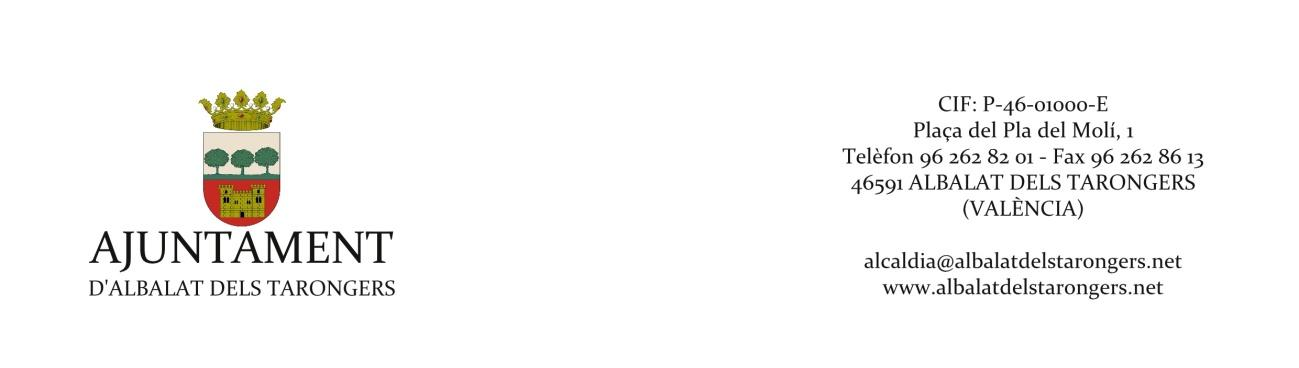 AJUNTAMENT
D'ALBALAT DELS TARONGERS
CIF: P-46-01000-E
Plaça del Pla del Molí, 1
Telèfon 96 262 82 01 - Fax 96 262 86 13
46591 ALBALAT DELS TARONGERS
(VALÈNCIA)
alcaldia@albalatdelstarongers.net
www.albalatdelstarongers.net